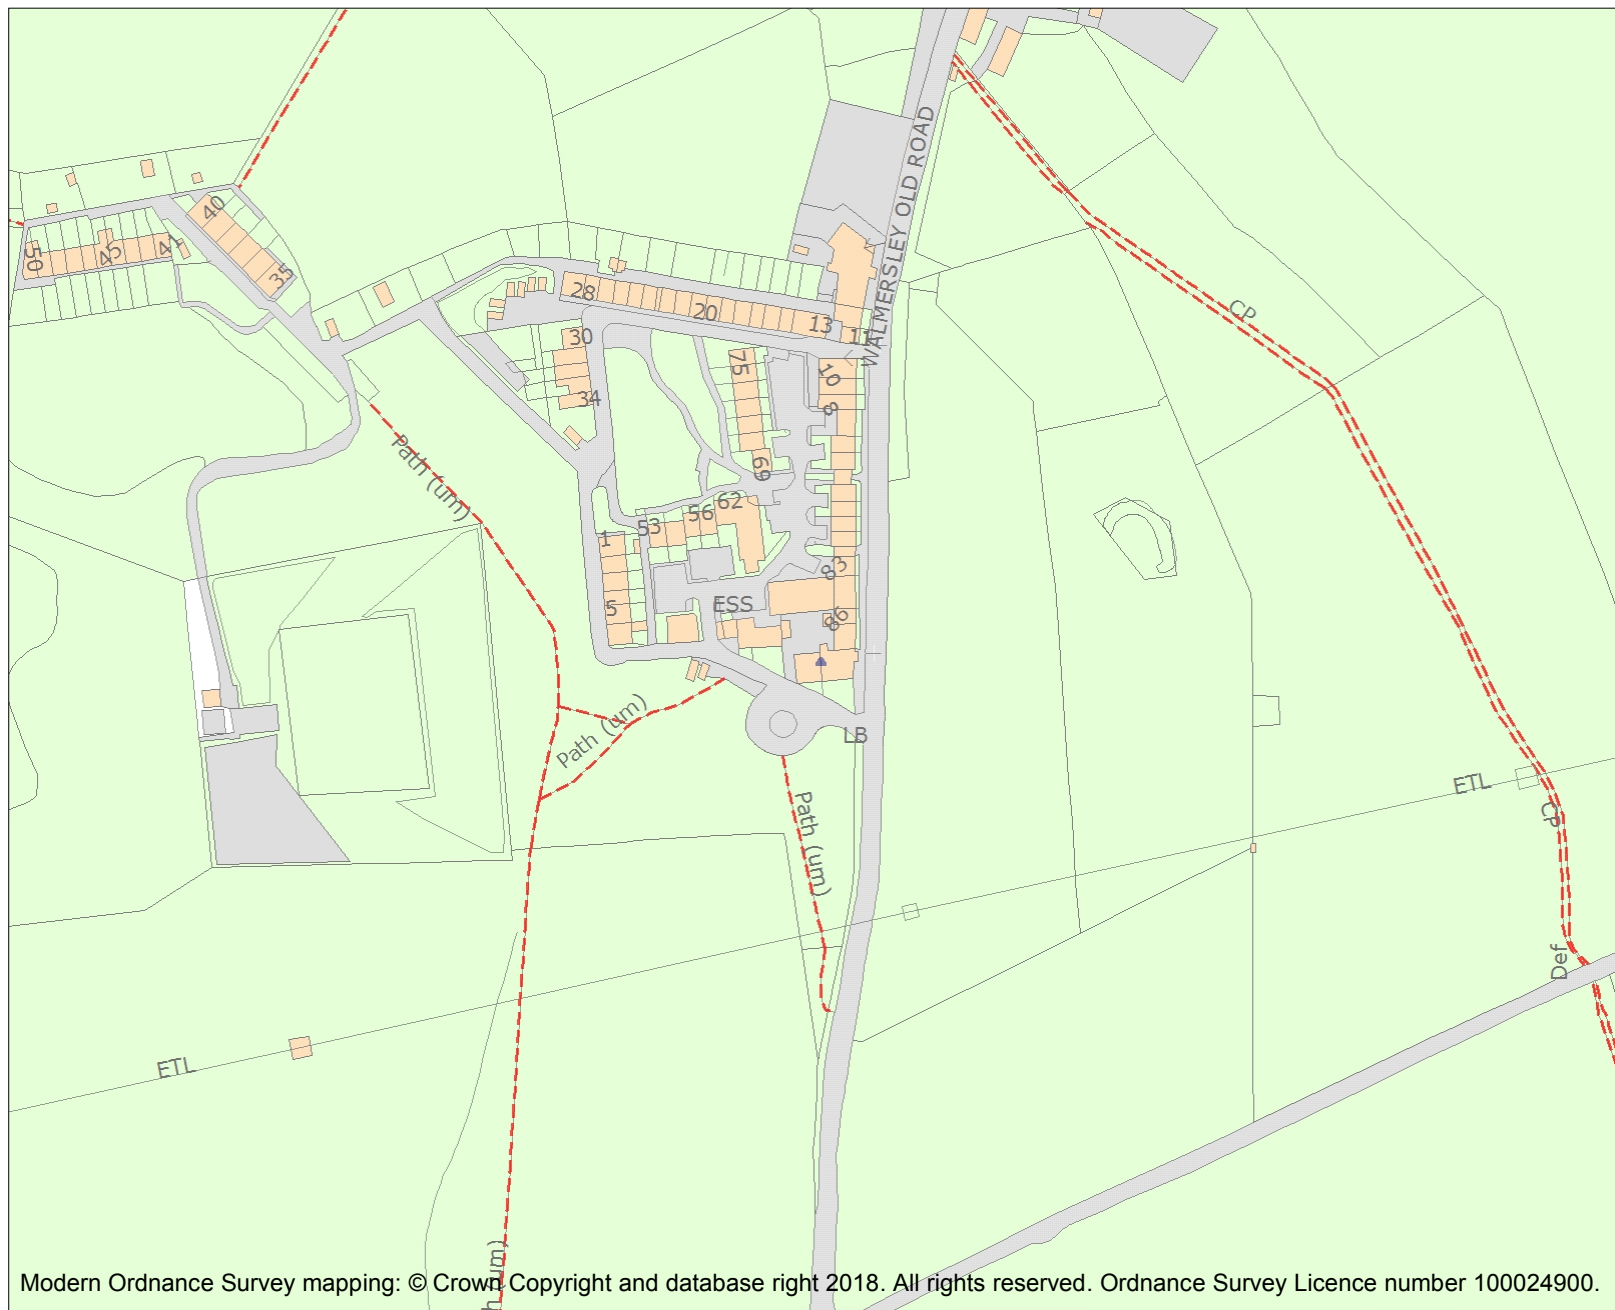 WALMERSLEY OLD ROAD
40
41
45
50
35
28
20
13
11
CP
30
75
10
34
8
Path (um)
69
62
56
53
1
83
5
ESS
86
Path (um)
LB
ETL
Path (um)
CP
Def
ETL
h (um)
Modern Ordnance Survey mapping: © Crown Copyright and database right 2018. All rights reserved. Ordnance Survey Licence number 100024900.